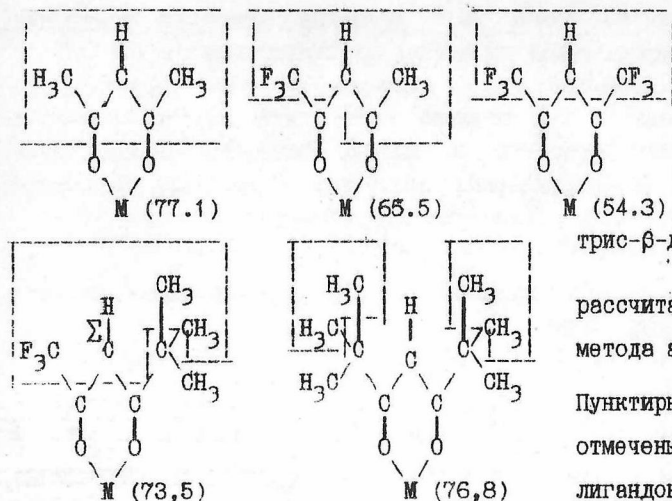 H H H
H₃C C CH₃ F₃C C CH₃ F₃C C CF₃
C C C C C C
O O O O O O
M (77.1) M (65.5) M (54.3)
трис-β-д
CH₃ H₃C CH₃
рассчита
H H
F₃C Σ C C CH₃ H₃C C C CH₃
метода а
CH₃ H₃C C CH₃
Пунктирн
C C C C
отмечены
O O O O
лигандон
M (73,5) M (76,8)